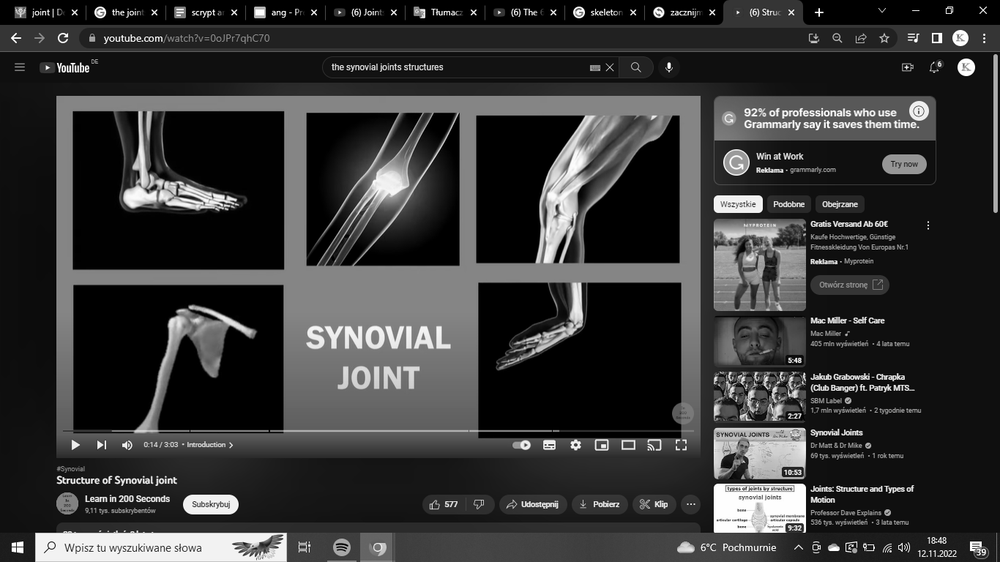 joint | De
the joint
scrypt ar
ang - Pre
(6) Joint
Tłumacz
(6) The 6
skeleton
zacznijm
(6) Struc
youtube.com/watch?v=0oJPr7qhC70
K
YouTube DE
the synovial joints structures
6
K
SYNOVIAL
JOINT
0:14 / 3:03 • Introduction
#Synovial
Structure of Synovial joint
Learn in 200 Seconds
9,11 tys. subskrybentów
Subskrybuj
577
Udostępnij
Pobierz
Klip
92% of professionals who use
Grammarly say it saves them time.
Win at Work
Reklama • grammarly.com
Try now
Wszystkie
Podobne
Obejrzane
MYPROTEIN
Gratis Versand Ab 60€
Kaufe Hochwertige, Günstige
Fitnesskleidung Von Europas Nr.1
Reklama • Myprotein
Otwórz stronę
Mac Miller - Self Care
Mac Miller
405 mln wyświetleń • 4 lata temu
5:48
Jakub Grabowski - Chrapka
(Club Banger) ft. Patryk MTS...
SBM Label
1,7 mln wyświetleń • 2 tygodnie temu
2:27
SYNOVIAL JOINTS
Synovial Joints
Dr Matt & Dr Mike
69 tys. wyświetleń • 1 rok temu
10:53
types of joints by structure
synovial joints
bone
articular cartilage
bone
synovial membrane
articular capsule
hyaluronic
acid
9:32
Joints: Structure and Types of
Motion
Professor Dave Explains
536 tys. wyświetleń • 3 lata temu
Wpisz tu wyszukiwane słowa
6°C Pochmurnie
18:48
12.11.2022
39